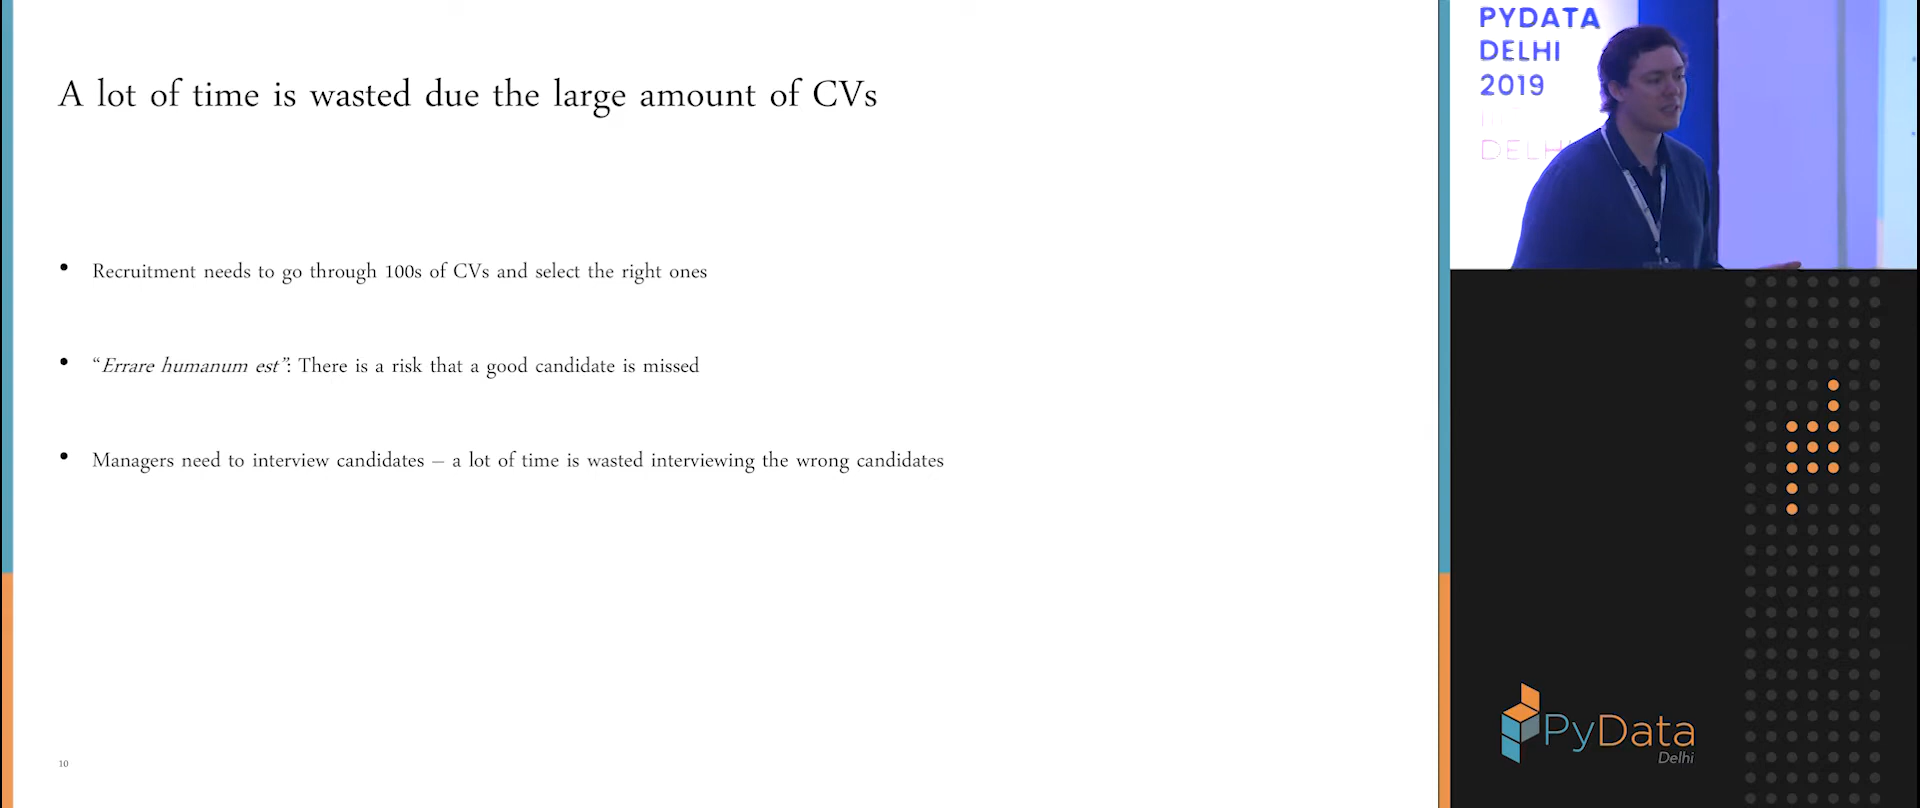 A lot of time is wasted due the large amount of CVs
• Recruitment needs to go through 100s of CVs and select the right ones
• “Errare humanum est”: There is a risk that a good candidate is missed
• Managers need to interview candidates – a lot of time is wasted interviewing the wrong candidates
10
PYDATA
DELHI
2019
DELH
PyData
Delhi